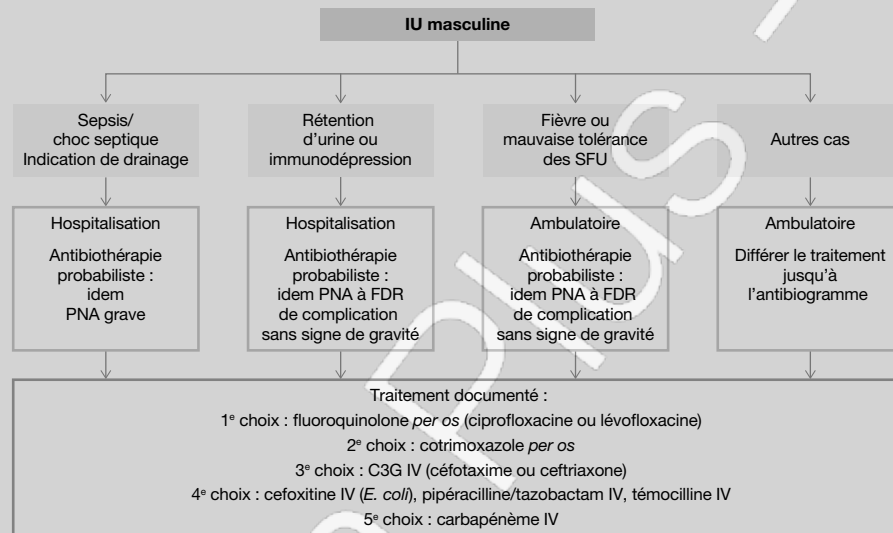 IU masculine
Sepsis/
choc septique
Indication de drainage
Rétention
d'urine ou
immunodépression
Fièvre ou
mauvaise tolérance
des SFU
Autres cas
Hospitalisation
Antibiothérapie
probabiliste :
idem
PNA grave
Hospitalisation
Antibiothérapie
probabiliste :
idem PNA à FDR
de complication
sans signe de gravité
Ambulatoire
Antibiothérapie
probabiliste :
idem PNA à FDR
de complication
sans signe de gravité
Ambulatoire
Différer le traitement
jusqu'à
l'antibiogramme
Traitement documenté :
1e choix : fluoroquinolone per os (ciprofloxacine ou lévofloxacine)
2e choix : cotrimoxazole per os
3e choix : C3G IV (céfotaxime ou ceftriaxone)
4e choix : cefoxitine IV (E. coli), pipéracilline/tazobactam IV, témocilline IV
5e choix : carbapénème IV
Plus